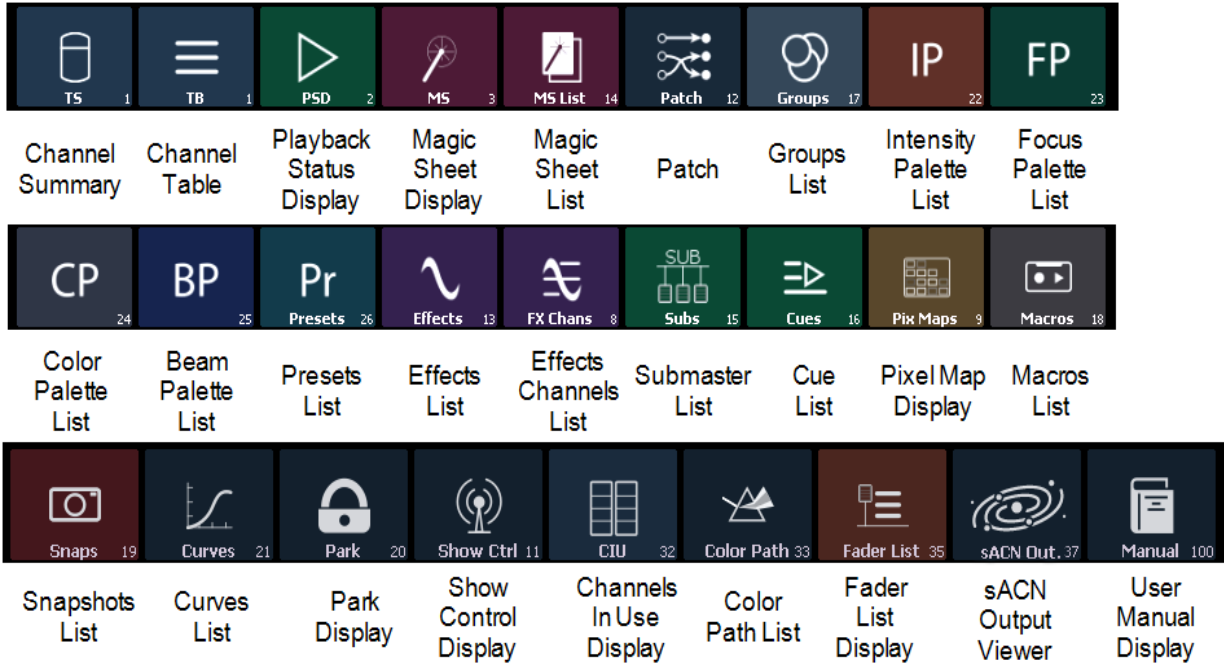 TS 1 TB 1 PSD 2 MS 3 MS List 14 Patch 12 Groups 17 IP 22 FP 23
Channel Summary
Channel Table
Playback Status Display
Magic Sheet Display
Magic Sheet List
Patch
Groups List
Intensity Palette List
Focus Palette List
CP 24 BP 25 Pr Presets 26 Effects 13 FX Chans 8 SUB Subs 15 Cues 16 Pix Maps 9 Macros 18
Color Palette List
Beam Palette List
Presets List
Effects List
Effects Channels List
Submaster List
Cue List
Pixel Map Display
Macros List
Snaps 19 Curves 21 Park 20 Show Ctrl 11 CIU 32 Color Path 33 Fader List 35 sACN Out. 37 Manual 100
Snapshots List
Curves List
Park Display
Show Control Display
Channels In Use Display
Color Path List
Fader List Display
sACN Output Viewer
User Manual Display